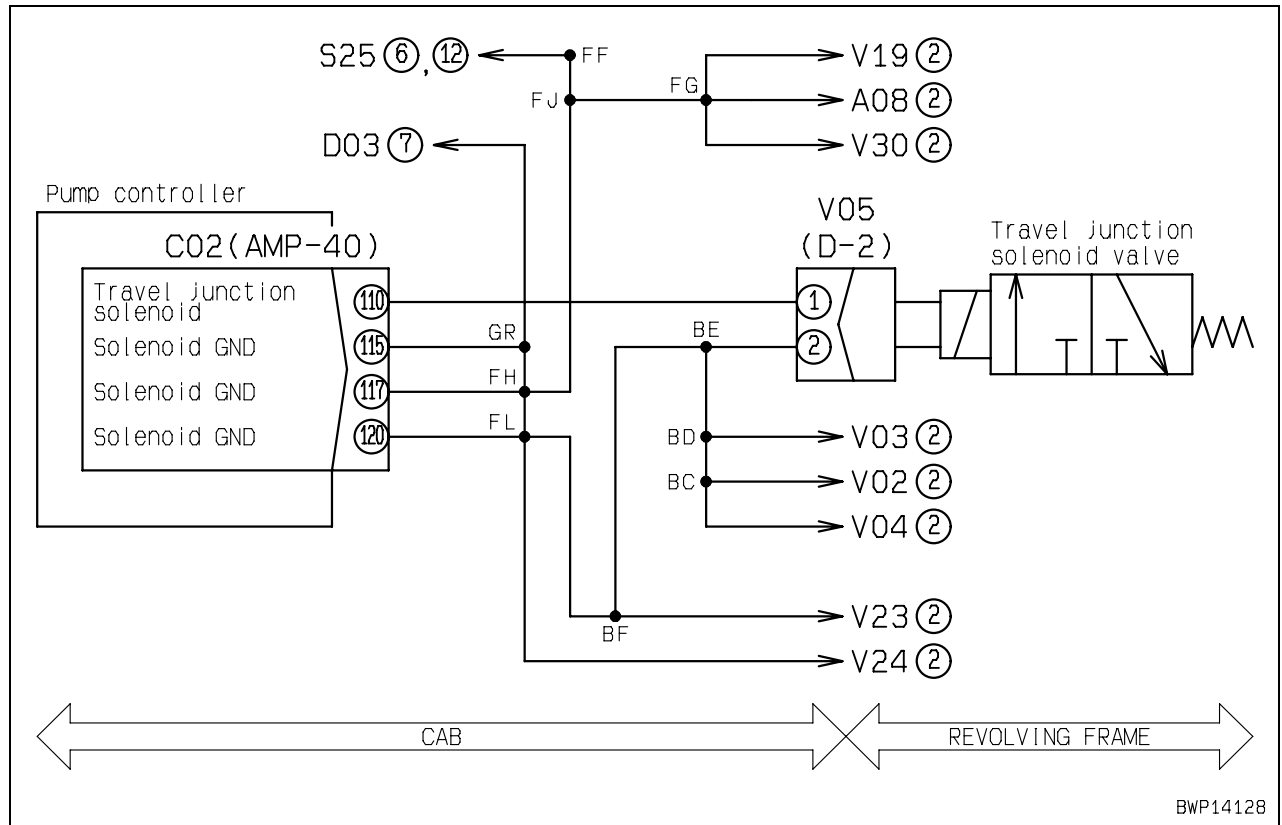 S25 ⑥,⑫ FF
V19 ②
FG
FJ
A08 ②
D03 ⑦
V30 ②
Pump controller
V05
(D-2)
C02(AMP-40)
Travel junction
solenoid valve
Travel junction
solenoid
110
①
Solenoid GND
115
GR
BE
②
Solenoid GND
117
FH
Solenoid GND
120
FL
BD
V03 ②
BC
V02 ②
V04 ②
V23 ②
BF
V24 ②
CAB
REVOLVING FRAME
BWP14128